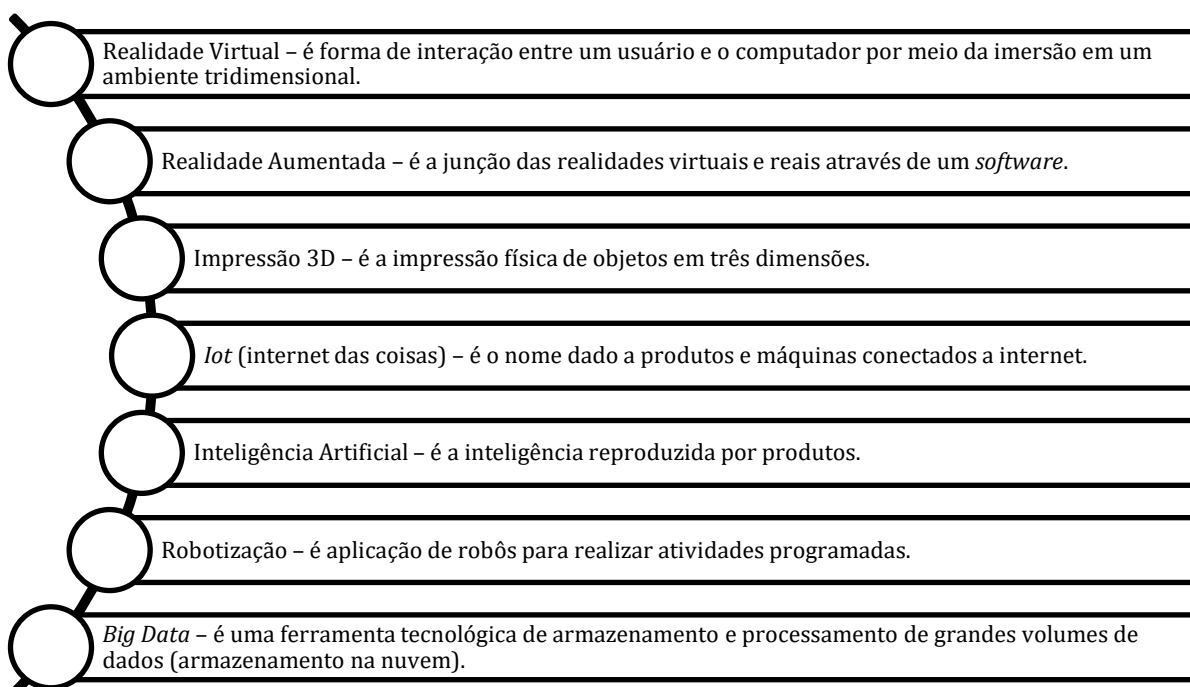 Realidade Virtual – é forma de interação entre um usuário e o computador por meio da imersão em um
ambiente tridimensional.
Realidade Aumentada – é a junção das realidades virtuais e reais através de um software.
Impressão 3D – é a impressão física de objetos em três dimensões.
Iot (internet das coisas) – é o nome dado a produtos e máquinas conectados a internet.
Inteligência Artificial – é a inteligência reproduzida por produtos.
Robotização – é aplicação de robôs para realizar atividades programadas.
Big Data – é uma ferramenta tecnológica de armazenamento e processamento de grandes volumes de
dados (armazenamento na nuvem).